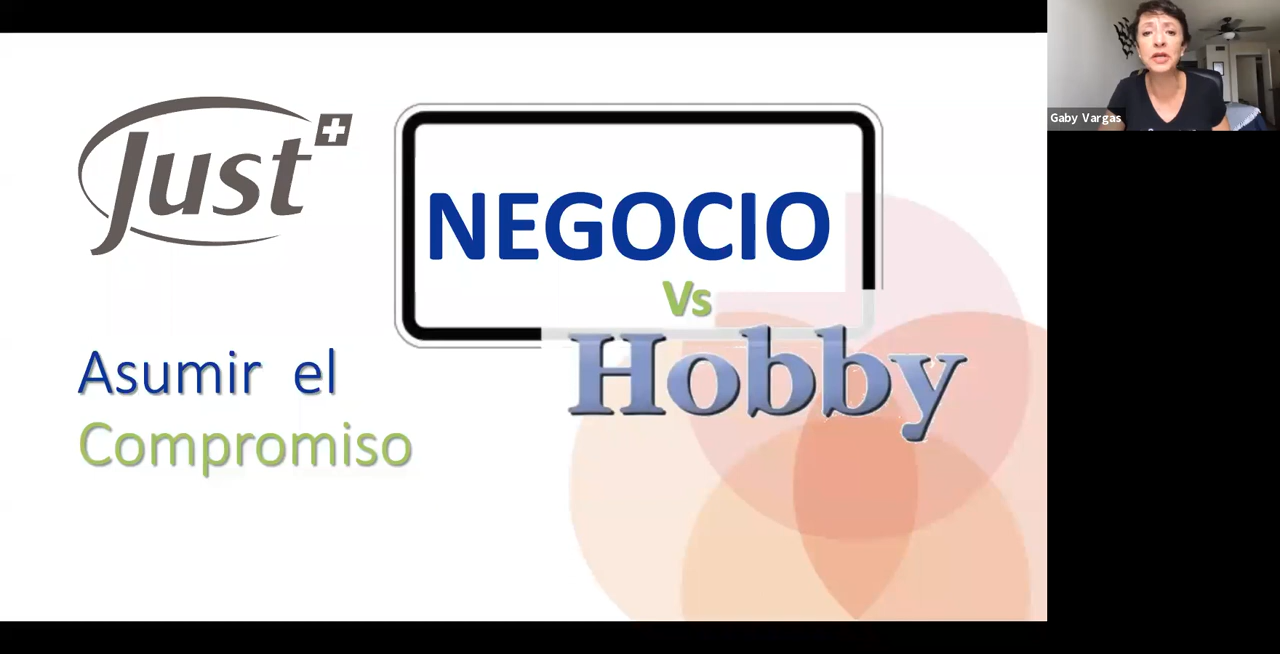 Just
NEGOCIO
Vs
Hobby
Asumir el
Compromiso
Gaby Vargas